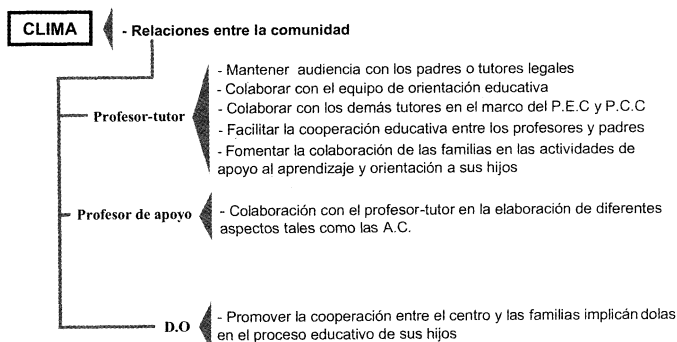 CLIMA
- Relaciones entre la comunidad
Profesor-tutor
- Mantener audiencia con los padres o tutores legales
- Colaborar con el equipo de orientación educativa
- Colaborar con los demás tutores en el marco del P.E.C y P.C.C
- Facilitar la cooperación educativa entre los profesores y padres
- Fomentar la colaboración de las familias en las actividades de
apoyo al aprendizaje y orientación a sus hijos
Profesor de apoyo
- Colaboración con el profesor-tutor en la elaboración de diferentes
aspectos tales como las A.C.
D.O
- Promover la cooperación entre el centro y las familias implicán dolas
en el proceso educativo de sus hijos